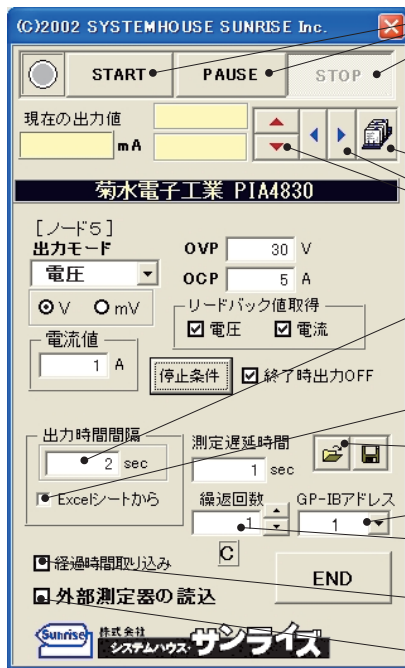 (C)2002 SYSTEMHOUSE SUNRISE Inc.
START PAUSE STOP
現在の出力値
mA
菊水電子工業 PIA4830
[ノード5]
出力モード
電圧
OVP 30 V
OCP 5 A
V mV
リードバック値取得
電圧 電流
電流値
1 A
停止条件 終了時出力OFF
出力時間間隔
2 sec
測定遅延時間
1 sec
Excelシートから
繰返回数
1
GP-IBアドレス
1
経過時間取り込み
C
END
外部測定器の読込
Sunrise 株式会社 システムハウス・サンライズ